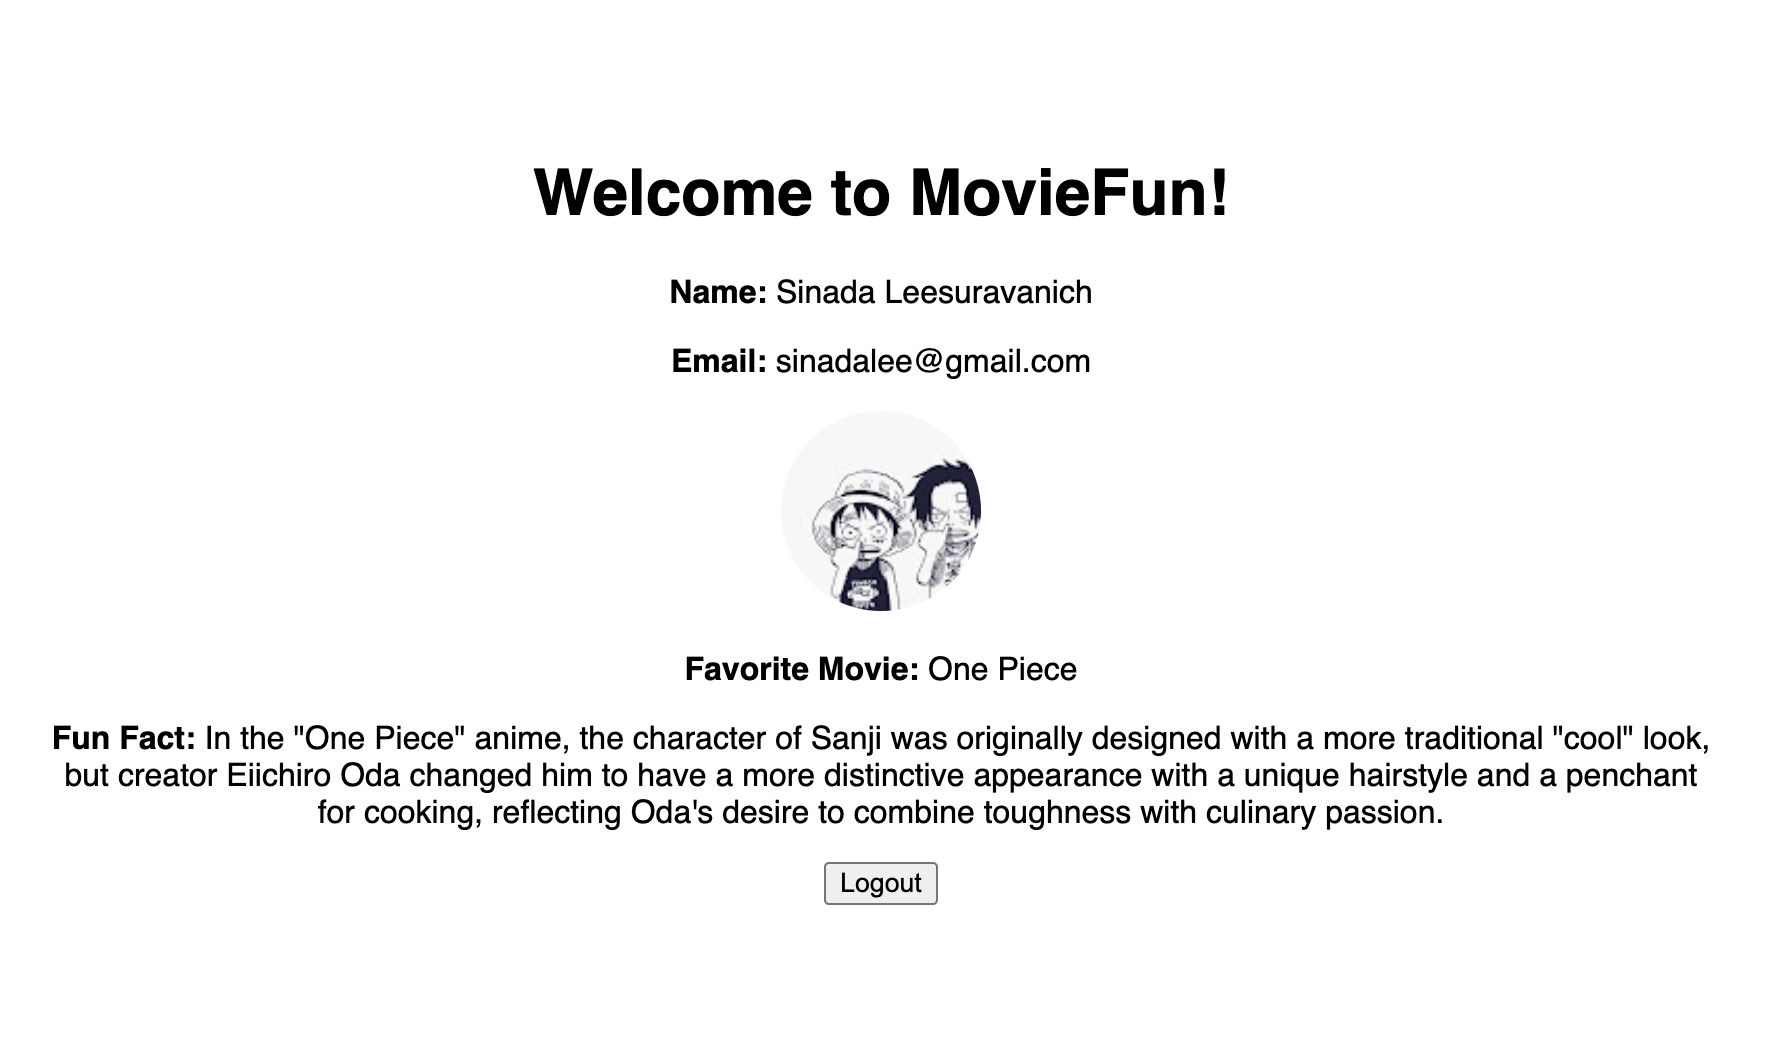 Welcome to MovieFun!
Name: Sinada Leesuravanich
Email: sinadalee@gmail.com
Favorite Movie: One Piece
Fun Fact: In the "One Piece" anime, the character of Sanji was originally designed with a more traditional "cool" look,
but creator Eiichiro Oda changed him to have a more distinctive appearance with a unique hairstyle and a penchant
for cooking, reflecting Oda's desire to combine toughness with culinary passion.
Logout